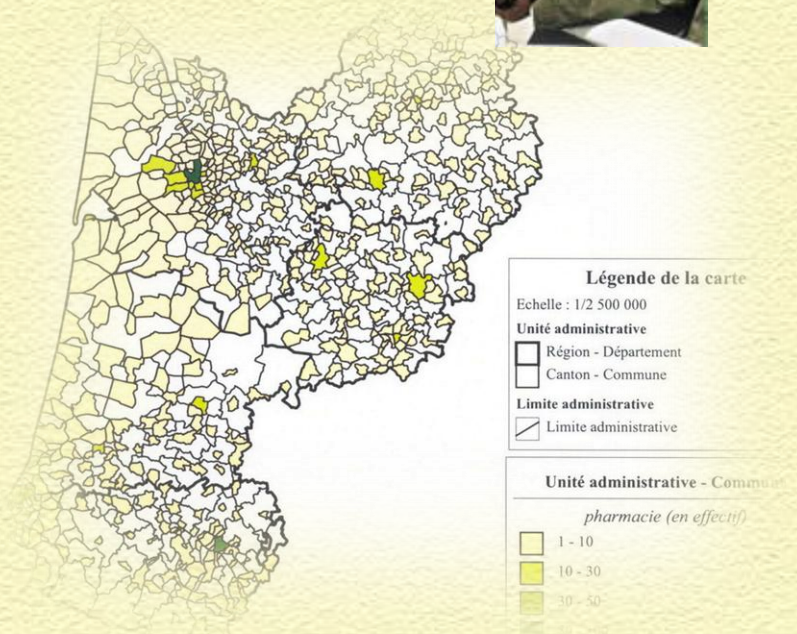 Légende de la carte
Echelle : 1/2 500 000
Unité administrative
Région - Département
Canton - Commune
Limite administrative
Limite administrative
Unité administrative - Commu
pharmacie (en effectif)
1 - 10
10 - 30
30 - 50